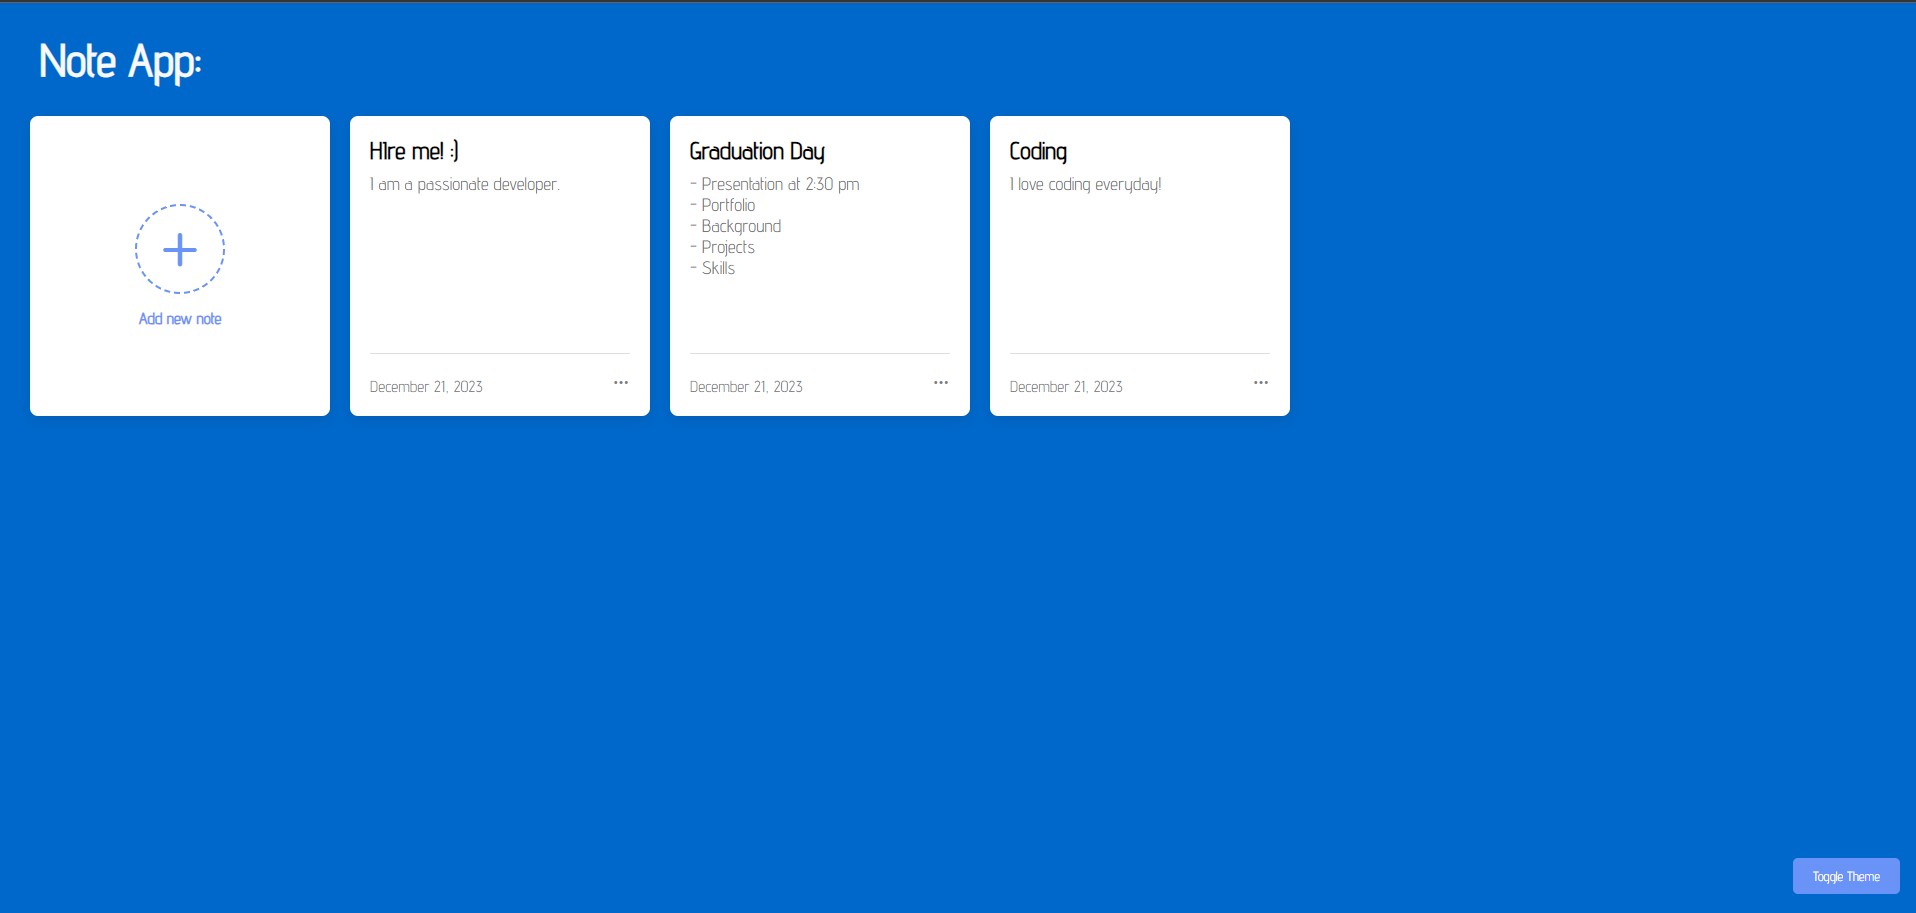 Note App:
Add new note
HIre me! :)
I am a passionate developer.
December 21, 2023
...
Graduation Day
- Presentation at 2:30 pm
- Portfolio
- Background
- Projects
- Skills
December 21, 2023
...
Coding
I love coding everyday!
December 21, 2023
...
Toggle Theme